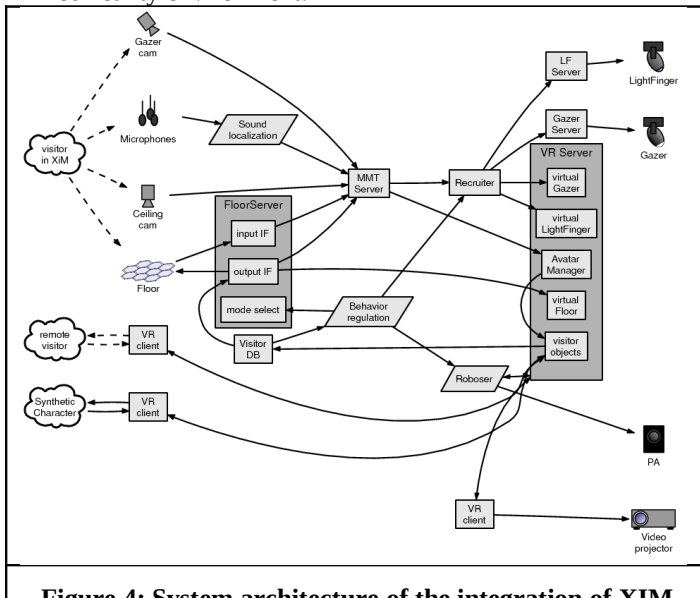 Gazer
cam
LF
Server
LightFinger
Microphones
Sound
localization
Gazer
Server
Gazer
visitor
in XiM
VR Server
MMT
Server
Recruiter
virtual
Gazer
Ceiling
cam
FloorServer
virtual
LightFinger
input IF
Avatar
Manager
Floor
output IF
virtual
Floor
mode select
Behavior
regulation
remote
visitor
VR
client
Visitor
DB
visitor
objects
Roboser
Synthetic
Character
VR
client
PA
VR
client
Video
projector
Figure 4: System architecture of the integration of XIM